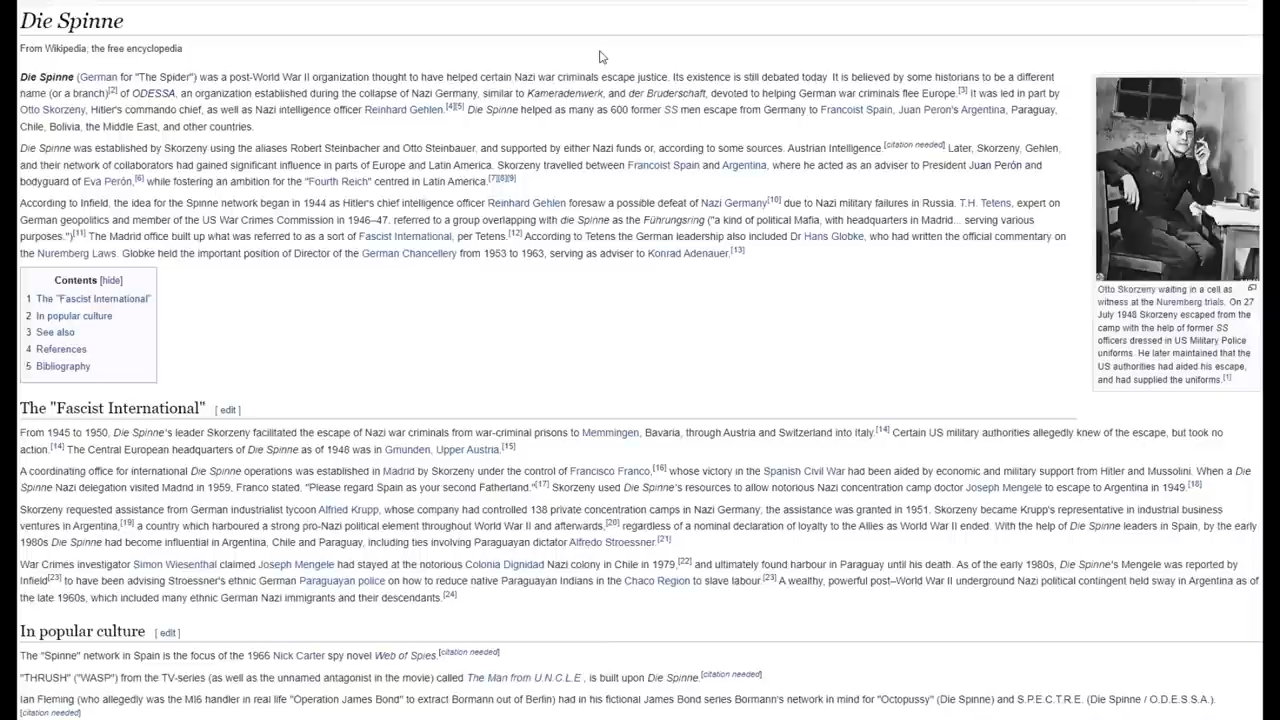 Die Spinne
From Wikipedia, the free encyclopedia
Die Spinne (German for "The Spider") was a post-World War II organization thought to have helped certain Nazi war criminals escape justice. Its existence is still debated today. It is believed by some historians to be a different
name (or a branch)[2] of ODESSA, an organization established during the collapse of Nazi Germany, similar to Kameradenwerk, and der Bruderschaft, devoted to helping German war criminals flee Europe.[3] It was led in part by
Otto Skorzeny, Hitler's commando chief, as well as Nazi intelligence officer Reinhard Gehlen.[4][5] Die Spinne helped as many as 600 former SS men escape from Germany to Francoist Spain, Juan Peron's Argentina, Paraguay,
Chile, Bolivia, the Middle East, and other countries.
Die Spinne was established by Skorzeny using the aliases Robert Steinbacher and Otto Steinbauer, and supported by either Nazi funds or, according to some sources. Austrian Intelligence.[citation needed] Later, Skorzeny, Gehlen,
and their network of collaborators had gained significant influence in parts of Europe and Latin America. Skorzeny travelled between Francoist Spain and Argentina, where he acted as an adviser to President Juan Perón and
bodyguard of Eva Perón,[6] while fostering an ambition for the "Fourth Reich" centred in Latin America.[7][8][9]
According to Infield, the idea for the Spinne network began in 1944 as Hitler's chief intelligence officer Reinhard Gehlen foresaw a possible defeat of Nazi Germany[10] due to Nazi military failures in Russia. T.H. Tetens, expert on
German geopolitics and member of the US War Crimes Commission in 1946–47. referred to a group overlapping with die Spinne as the Führungsring ("a kind of political Mafia, with headquarters in Madrid... serving various
purposes.")[11] The Madrid office built up what was referred to as a sort of Fascist International, per Tetens.[12] According to Tetens the German leadership also included Dr Hans Globke, who had written the official commentary on
the Nuremberg Laws. Globke held the important position of Director of the German Chancellery from 1953 to 1963, serving as adviser to Konrad Adenauer.[13]
Otto Skorzeny waiting in a cell as
witness at the Nuremberg trials. On 27
July 1948 Skorzeny escaped from the
camp with the help of former SS
officers dressed in US Military Police
uniforms. He later maintained that the
US authorities had aided his escape,
and had supplied the uniforms.[1]
Contents [hide]
1 The "Fascist International"
2 In popular culture
3 See also
4 References
5 Bibliography
The "Fascist International" [ edit ]
From 1945 to 1950, Die Spinne's leader Skorzeny facilitated the escape of Nazi war criminals from war-criminal prisons to Memmingen, Bavaria, through Austria and Switzerland into Italy.[14] Certain US military authorities allegedly knew of the escape, but took no
action.[14] The Central European headquarters of Die Spinne as of 1948 was in Gmunden, Upper Austria.[15]
A coordinating office for international Die Spinne operations was established in Madrid by Skorzeny under the control of Francisco Franco,[16] whose victory in the Spanish Civil War had been aided by economic and military support from Hitler and Mussolini. When a Die
Spinne Nazi delegation visited Madrid in 1959, Franco stated, "Please regard Spain as your second Fatherland."[17] Skorzeny used Die Spinne's resources to allow notorious Nazi concentration camp doctor Joseph Mengele to escape to Argentina in 1949.[18]
Skorzeny requested assistance from German industrialist tycoon Alfried Krupp, whose company had controlled 138 private concentration camps in Nazi Germany, the assistance was granted in 1951. Skorzeny became Krupp's representative in industrial business
ventures in Argentina,[19] a country which harboured a strong pro-Nazi political element throughout World War II and afterwards,[20] regardless of a nominal declaration of loyalty to the Allies as World War II ended. With the help of Die Spinne leaders in Spain, by the early
1980s Die Spinne had become influential in Argentina, Chile and Paraguay, including ties involving Paraguayan dictator Alfredo Stroessner.[21]
War Crimes investigator Simon Wiesenthal claimed Joseph Mengele had stayed at the notorious Colonia Dignidad Nazi colony in Chile in 1979,[22] and ultimately found harbour in Paraguay until his death. As of the early 1980s, Die Spinne's Mengele was reported by
Infield[23] to have been advising Stroessner's ethnic German Paraguayan police on how to reduce native Paraguayan Indians in the Chaco Region to slave labour.[23] A wealthy, powerful post–World War II underground Nazi political contingent held sway in Argentina as of
the late 1960s, which included many ethnic German Nazi immigrants and their descendants.[24]
In popular culture [ edit ]
The "Spinne" network in Spain is the focus of the 1966 Nick Carter spy novel Web of Spies.[citation needed]
"THRUSH" ("WASP") from the TV-series (as well as the unnamed antagonist in the movie) called The Man from U.N.C.L.E., is built upon Die Spinne.[citation needed]
Ian Fleming (who allegedly was the MI6 handler in real life "Operation James Bond" to extract Bormann out of Berlin) had in his fictional James Bond series Bormann's network in mind for "Octopussy" (Die Spinne) and S.P.E.C.T.R.E. (Die Spinne / O.D.E.S.S.A.).
[citation needed]